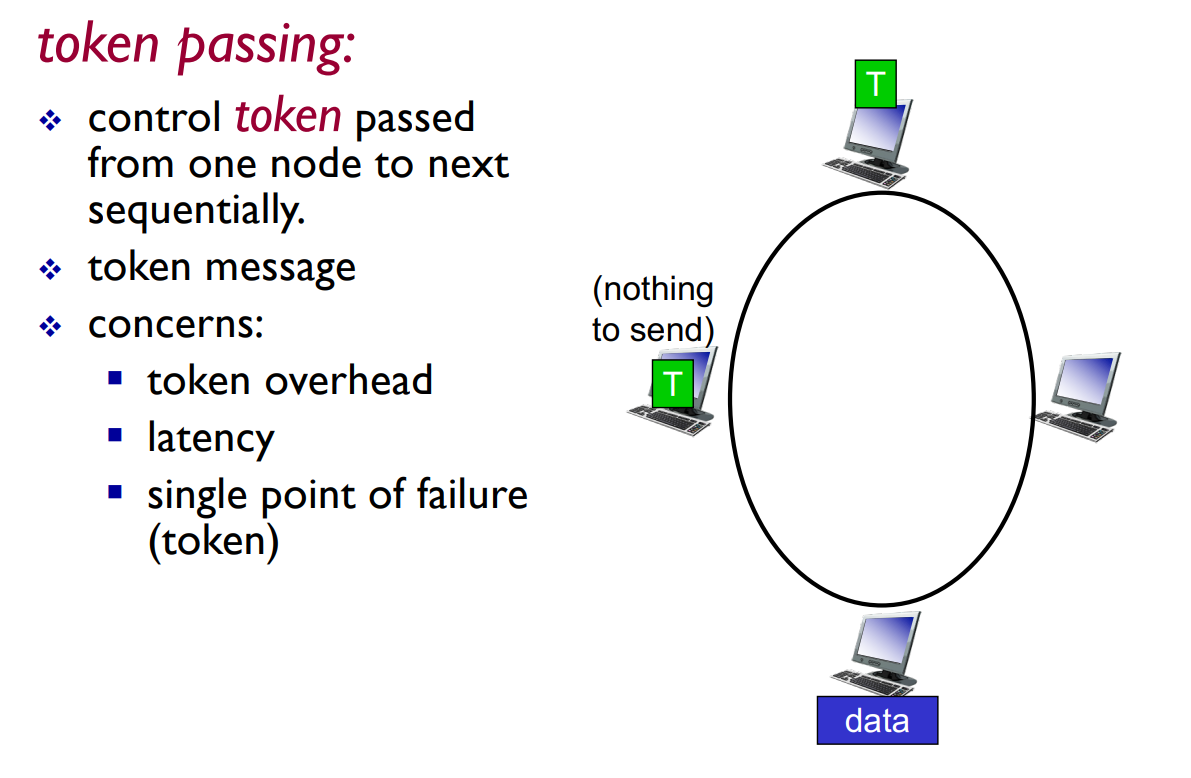 token passing:
control token passed
from one node to next
sequentially.
token message
concerns:
token overhead
latency
single point of failure
(token)
T
(nothing
to send)
T
data